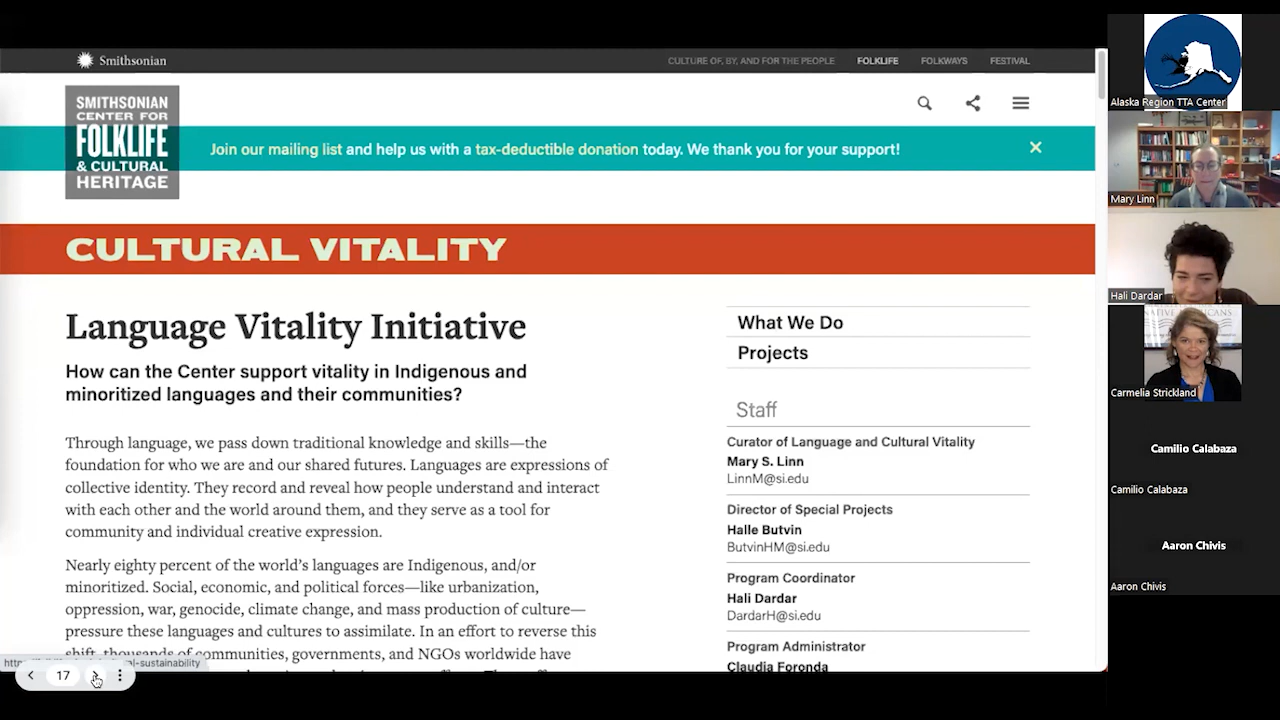 Smithsonian
CULTURE OF, BY, AND FOR THE PEOPLE
FOLKLIFE
FOLKWAYS
FESTIVAL
SMITHSONIAN
CENTER FOR
FOLKLIFE
& CULTURAL
HERITAGE
Join our mailing list and help us with a tax-deductible donation today. We thank you for your support!
CULTURAL VITALITY
Language Vitality Initiative
How can the Center support vitality in Indigenous and
minoritized languages and their communities?
Through language, we pass down traditional knowledge and skills—the
foundation for who we are and our shared futures. Languages are expressions of
collective identity. They record and reveal how people understand and interact
with each other and the world around them, and they serve as a tool for
community and individual creative expression.
Nearly eighty percent of the world's languages are Indigenous, and/or
minoritized. Social, economic, and political forces—like urbanization,
oppression, war, genocide, climate change, and mass production of culture—
pressure these languages and cultures to assimilate. In an effort to reverse this
shift, thousands of communities, governments, and NGOs worldwide have
What We Do
Projects
Staff
Curator of Language and Cultural Vitality
Mary S. Linn
LinnM@si.edu
Director of Special Projects
Halle Butvin
ButvinHM@si.edu
Program Coordinator
Hali Dardar
DardarH@si.edu
Program Administrator
Claudia Foronda
17
Alaska Region TTA Center
Mary Linn
Hali Dardar
Carmelia Strickland
Camilio Calabaza
Camilio Calabaza
Aaron Chivis
Aaron Chivis